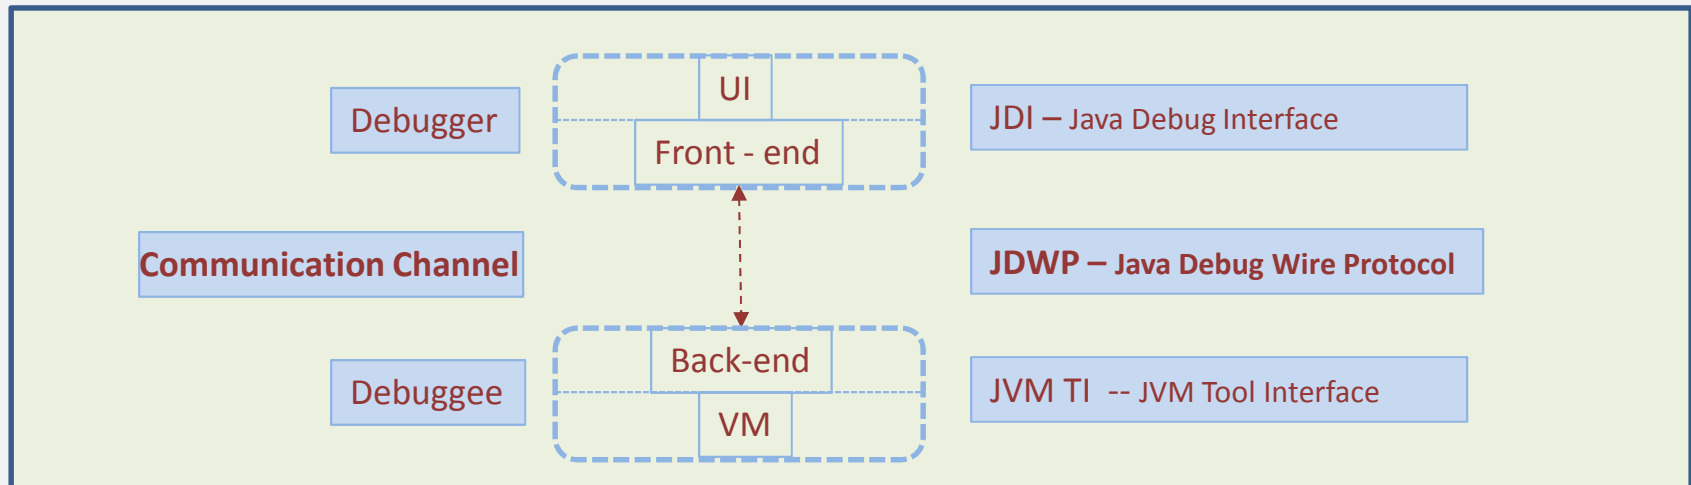 UI
Debugger
JDI – Java Debug Interface
Front - end
Communication Channel
JDWP – Java Debug Wire Protocol
Back-end
Debuggee
JVM TI -- JVM Tool Interface
VM